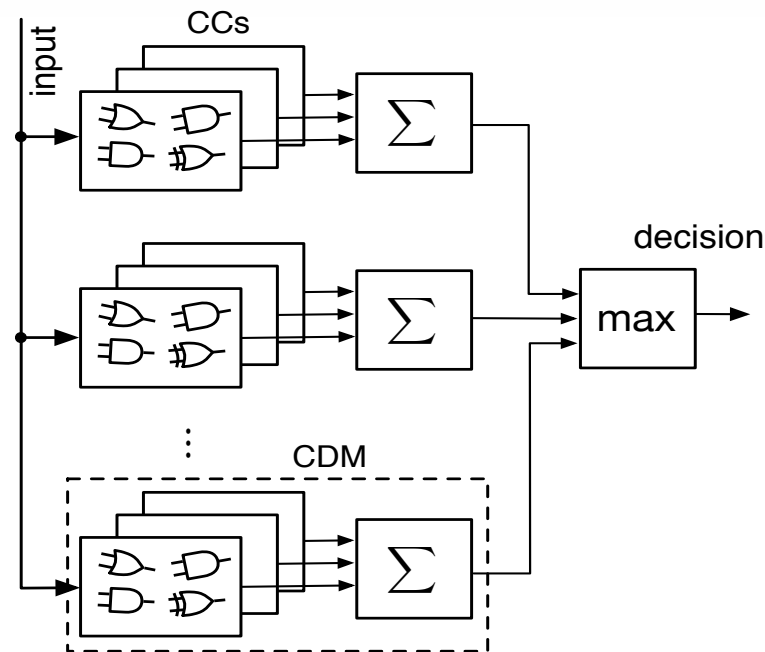 CCs
input
Σ
decision
Σ
max
⋮
CDM
Σ